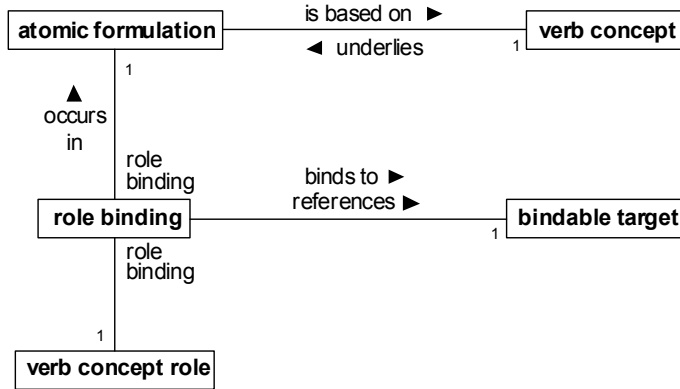 is based on ►
atomic formulation
verb concept
◄ underlies
1
1
▲
occurs
in
role
binding
binds to ►
references ►
role binding
bindable target
1
role
binding
1
verb concept role